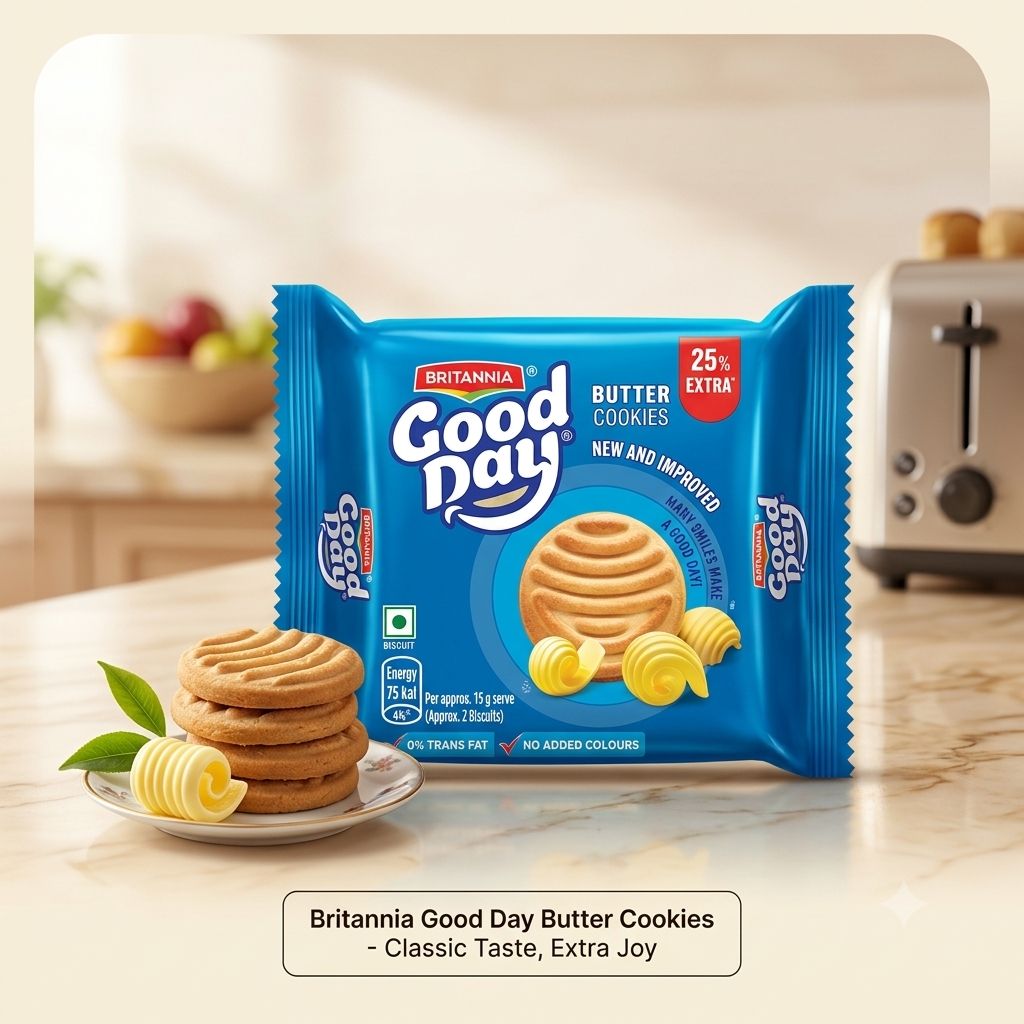 BRITANNIA ®
Good
Day ®
BUTTER
COOKIES
25%
EXTRA
NEW AND IMPROVED
MANY SMILES MAKE
A GOOD DAY!
BRITANNIA
Good
Day
BRITANNIA
Good
Day
BISCUIT
Energy
75 kal
Per approx. 15 g serve
(Approx. 2 Biscuits)
0% TRANS FAT
NO ADDED COLOURS
Britannia Good Day Butter Cookies
- Classic Taste, Extra Joy